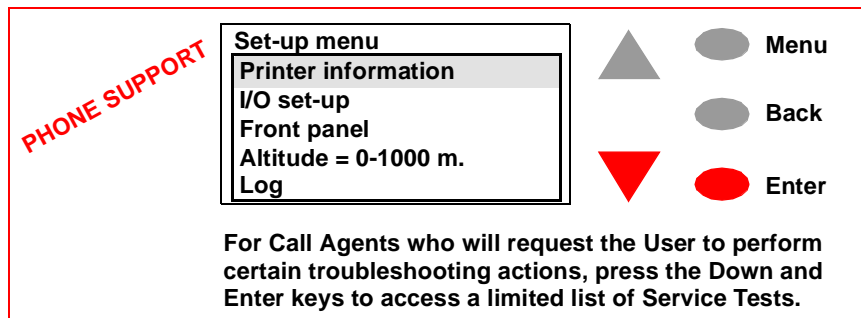 PHONE SUPPORT
Set-up menu
Printer information
I/O set-up
Front panel
Altitude = 0-1000 m.
Log
Menu
Back
Enter
For Call Agents who will request the User to perform
certain troubleshooting actions, press the Down and
Enter keys to access a limited list of Service Tests.